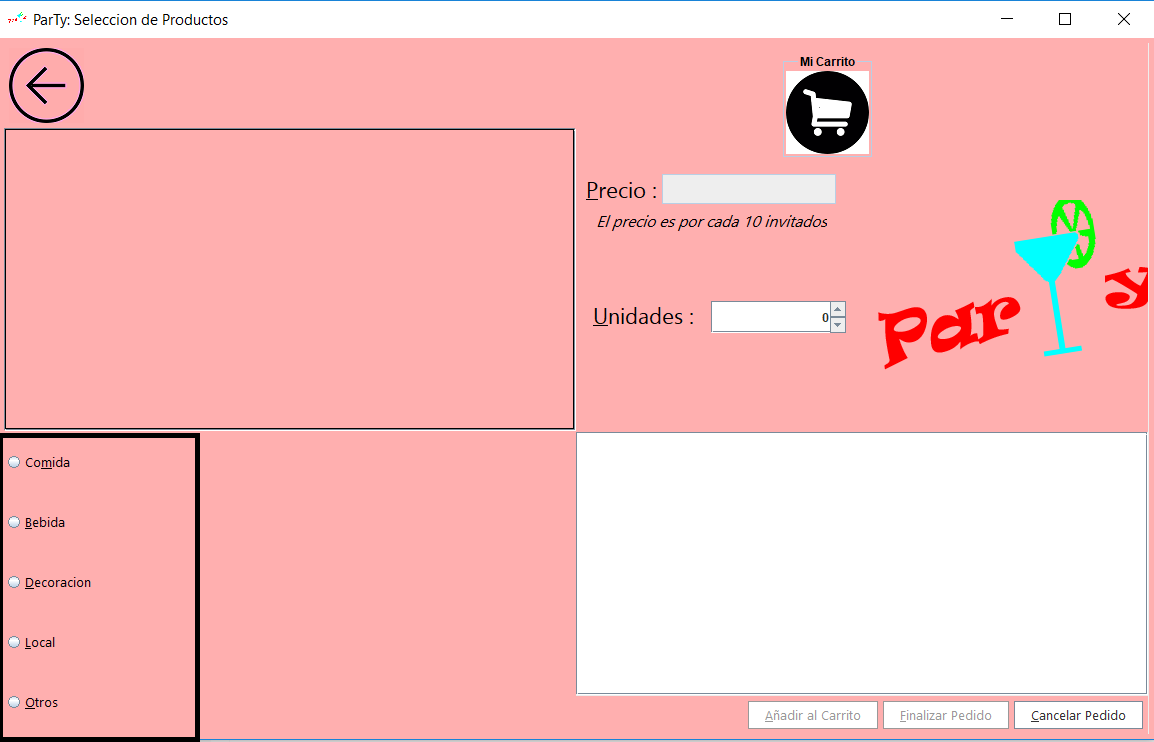 ParTy: Seleccion de Productos
Mi Carrito
Precio :
El precio es por cada 10 invitados
Unidades :
0
Par y
Comida
Bebida
Decoracion
Local
Otros
Añadir al Carrito
Finalizar Pedido
Cancelar Pedido